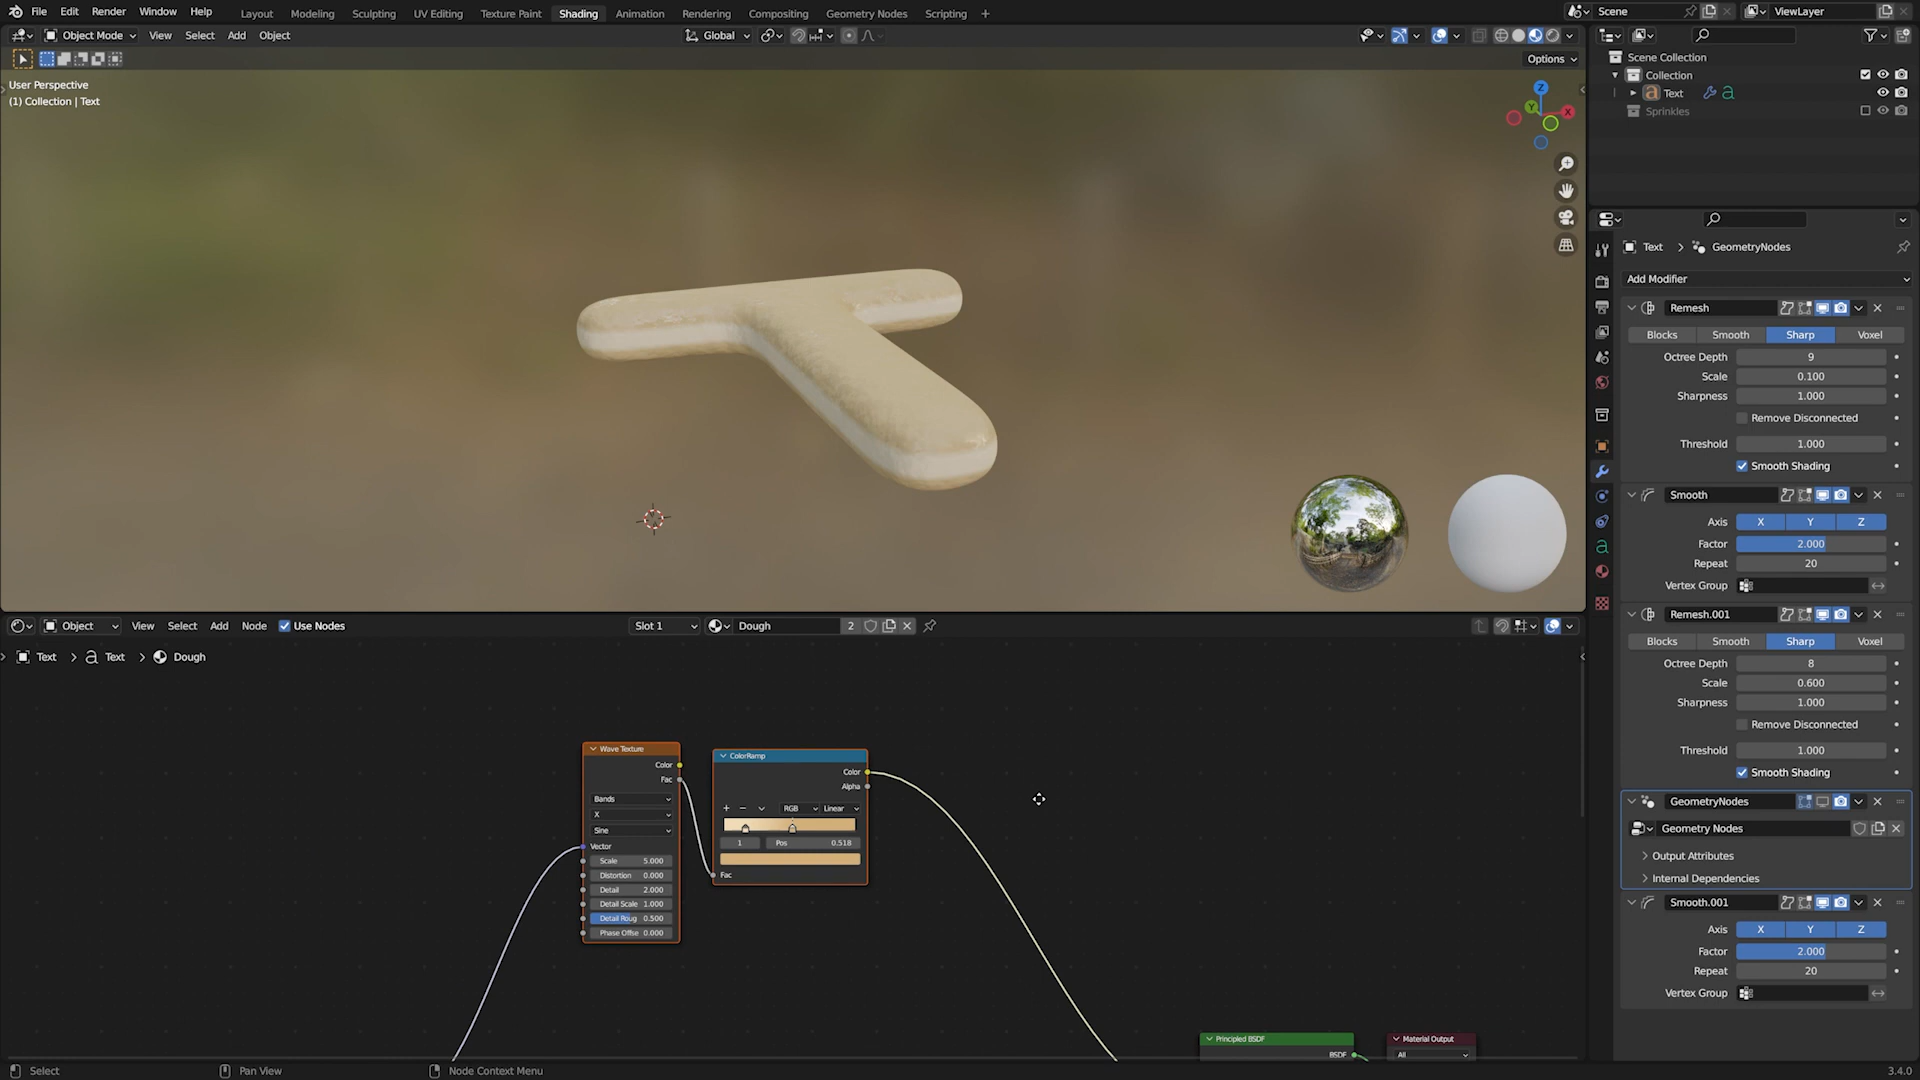 File Edit Render Window Help Layout Modeling Sculpting UV Editing Texture Paint Shading Animation Rendering Compositing Geometry Nodes Scripting + Scene ViewLayer
Object Mode View Select Add Object Global
Options
User Perspective
(1) Collection | Text
Z
Y
X
Scene Collection
Collection
Text
Sprinkles
Text > GeometryNodes
Add Modifier
Remesh
Blocks Smooth Sharp Voxel
Octree Depth 9
Scale 0.100
Sharpness 1.000
Remove Disconnected
Threshold 1.000
Smooth Shading
Smooth
Axis X Y Z
Factor 2.000
Repeat 20
Vertex Group
Remesh.001
Blocks Smooth Sharp Voxel
Octree Depth 8
Scale 0.600
Sharpness 1.000
Remove Disconnected
Threshold 1.000
Smooth Shading
GeometryNodes
Geometry Nodes
Output Attributes
Internal Dependencies
Smooth.001
Axis X Y Z
Factor 2.000
Repeat 20
Vertex Group
Object View Select Add Node Use Nodes Slot 1 Dough 2
Text > Text > Dough
Wave Texture
Color
Fac
Bands
X
Sine
Vector
Scale 5.000
Distortion 0.000
Detail 2.000
Detail Scale 1.000
Detail Roug 0.500
Phase Offse 0.000
ColorRamp
Color
Alpha
+ − RGB Linear
1 Pos 0.518
Fac
Principled BSDF
BSDF
Material Output
All
Select Pan View Node Context Menu 3.4.0